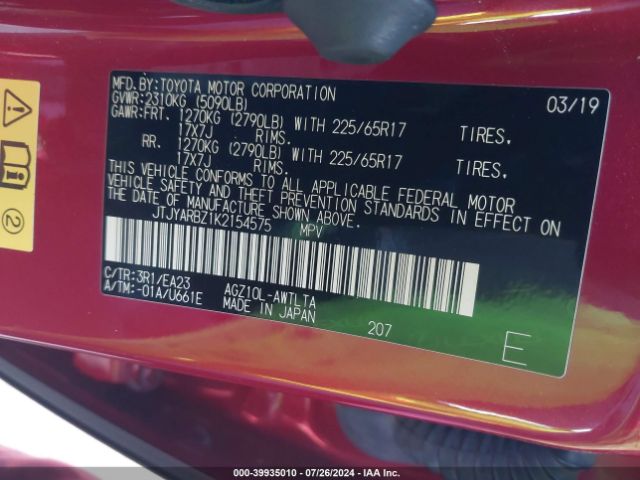 MFD.BY:TOYOTA MOTOR CORPORATION 03/19
GVWR:2310KG (5090LB)
GAWR:FRT. 1270KG (2790LB) WITH 225/65R17 TIRES,
17X7J RIMS.
RR. 1270KG (2790LB) WITH 225/65R17 TIRES,
17X7J RIMS.
THIS VEHICLE CONFORMS TO ALL APPLICABLE FEDERAL MOTOR
VEHICLE SAFETY AND THEFT PREVENTION STANDARDS IN EFFECT ON
THE DATE OF MANUFACTURE SHOWN ABOVE.
JTJYARBZ1K2154575 MPV
C/TR:3R1/EA23 AGZ10L-AWTLTA
A/TM:-01A/U661E MADE IN JAPAN 207 E
2
000-39935010 - 07/26/2024 - IAA Inc.